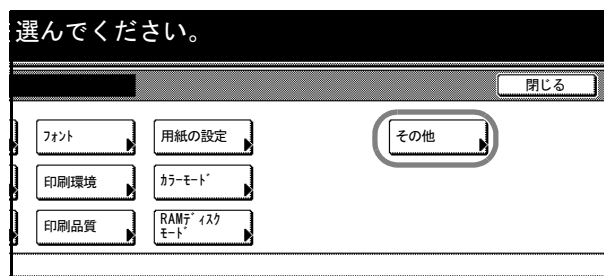 選んでください。
閉じる
ﾌｫﾝﾄ
用紙の設定
その他
印刷環境
ｶﾗｰﾓｰﾄﾞ
印刷品質
RAMﾃﾞｨｽｸ
ﾓｰﾄﾞ